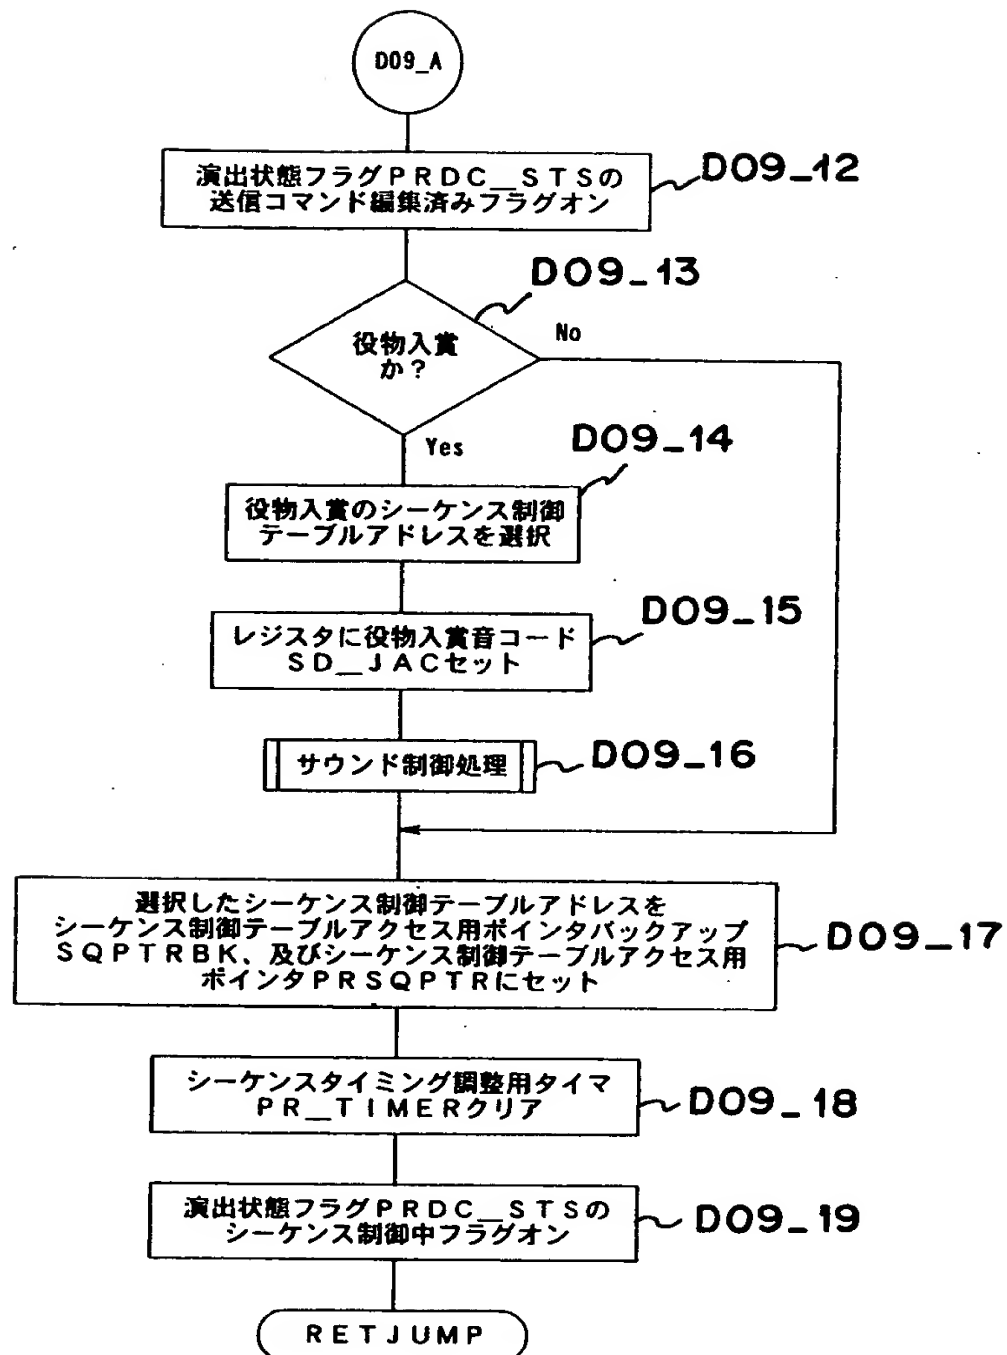 D09_A
演出状態フラグPRDC__STSの
送信コマンド編集済みフラグオン
D09_12
D09_13
役物入賞
か?
No
Yes
D09_14
役物入賞のシーケンス制御
テーブルアドレスを選択
D09_15
レジスタに役物入賞音コード
SD__JACセット
サウンド制御処理
D09_16
選択したシーケンス制御テーブルアドレスを
シーケンス制御テーブルアクセス用ポインタバックアップ
SQPTRBK、及びシーケンス制御テーブルアクセス用
ポインタPRSQPTRにセット
D09_17
シーケンスタイミング調整用タイマ
PR__TIMERクリア
D09_18
演出状態フラグPRDC__STSの
シーケンス制御中フラグオン
D09_19
RETJUMP